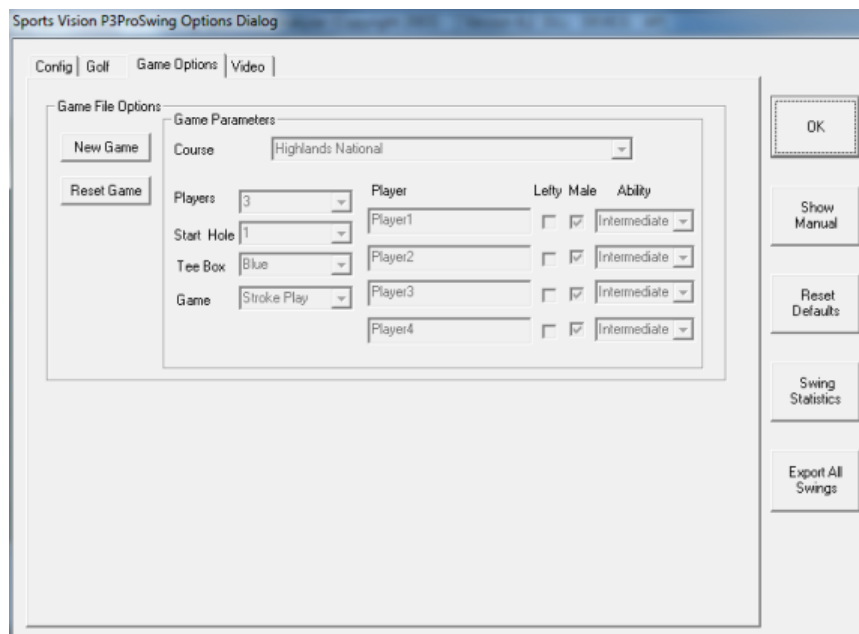 Sports Vision P3ProSwing Options Dialog
Config Golf Game Options Video
Game File Options
Game Parameters
New Game
Reset Game
Course Highlands National
Players 3
Start Hole 1
Tee Box Blue
Game Stroke Play
Player Lefty Male Ability
Player1 Intermediate
Player2 Intermediate
Player3 Intermediate
Player4 Intermediate
OK
Show
Manual
Reset
Defaults
Swing
Statistics
Export All
Swings